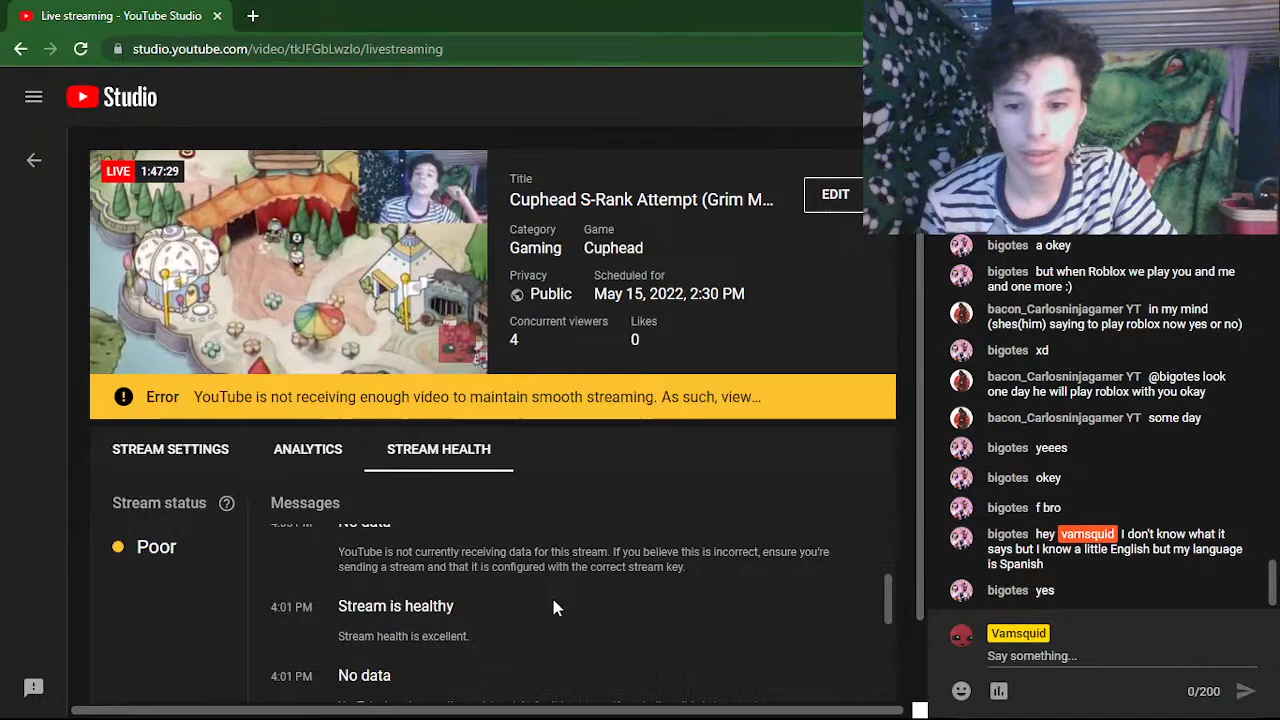 Live streaming - YouTube Studio
studio.youtube.com/video/tkJFGbLwzIo/livestreaming
Studio
LIVE 1:47:29
Title
Cuphead S-Rank Attempt (Grim M...
EDIT
Category Game
Gaming Cuphead
Privacy Scheduled for
Public May 15, 2022, 2:30 PM
Concurrent viewers Likes
4 0
Error YouTube is not receiving enough video to maintain smooth streaming. As such, view...
STREAM SETTINGS ANALYTICS STREAM HEALTH
Stream status Messages
Poor
No data
YouTube is not currently receiving data for this stream. If you believe this is incorrect, ensure you're
sending a stream and that it is configured with the correct stream key.
4:01 PM Stream is healthy
Stream health is excellent.
4:01 PM No data
bigotes a okey
bigotes but when Roblox we play you and me
and one more :)
bacon_Carlosninjagamer YT in my mind
(shes(him) saying to play roblox now yes or no)
bigotes xd
bacon_Carlosninjagamer YT @bigotes look
one day he will play roblox with you okay
bacon_Carlosninjagamer YT some day
bigotes yeees
bigotes okey
bigotes f bro
bigotes hey vamsquid I don't know what it
says but I know a little English but my language
is Spanish
bigotes yes
Vamsquid
Say something...
0/200